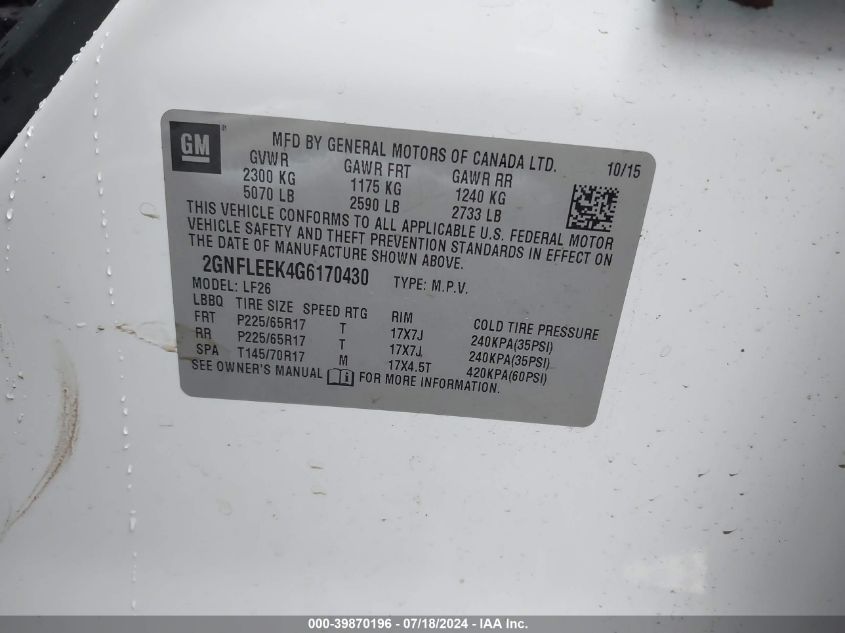 GM
MFD BY GENERAL MOTORS OF CANADA LTD. 10/15
GVWR GAWR FRT GAWR RR
2300 KG 1175 KG 1240 KG
5070 LB 2590 LB 2733 LB
THIS VEHICLE CONFORMS TO ALL APPLICABLE U.S. FEDERAL MOTOR
VEHICLE SAFETY AND THEFT PREVENTION STANDARDS IN EFFECT ON
THE DATE OF MANUFACTURE SHOWN ABOVE.
2GNFLEEK4G6170430 TYPE: M.P.V.
MODEL: LF26
LBBQ TIRE SIZE SPEED RTG RIM COLD TIRE PRESSURE
FRT P225/65R17 T 17X7J 240KPA(35PSI)
RR P225/65R17 T 17X7J 240KPA(35PSI)
SPA T145/70R17 M 17X4.5T 420KPA(60PSI)
SEE OWNER'S MANUAL FOR MORE INFORMATION.
000-39870196 - 07/18/2024 - IAA Inc.